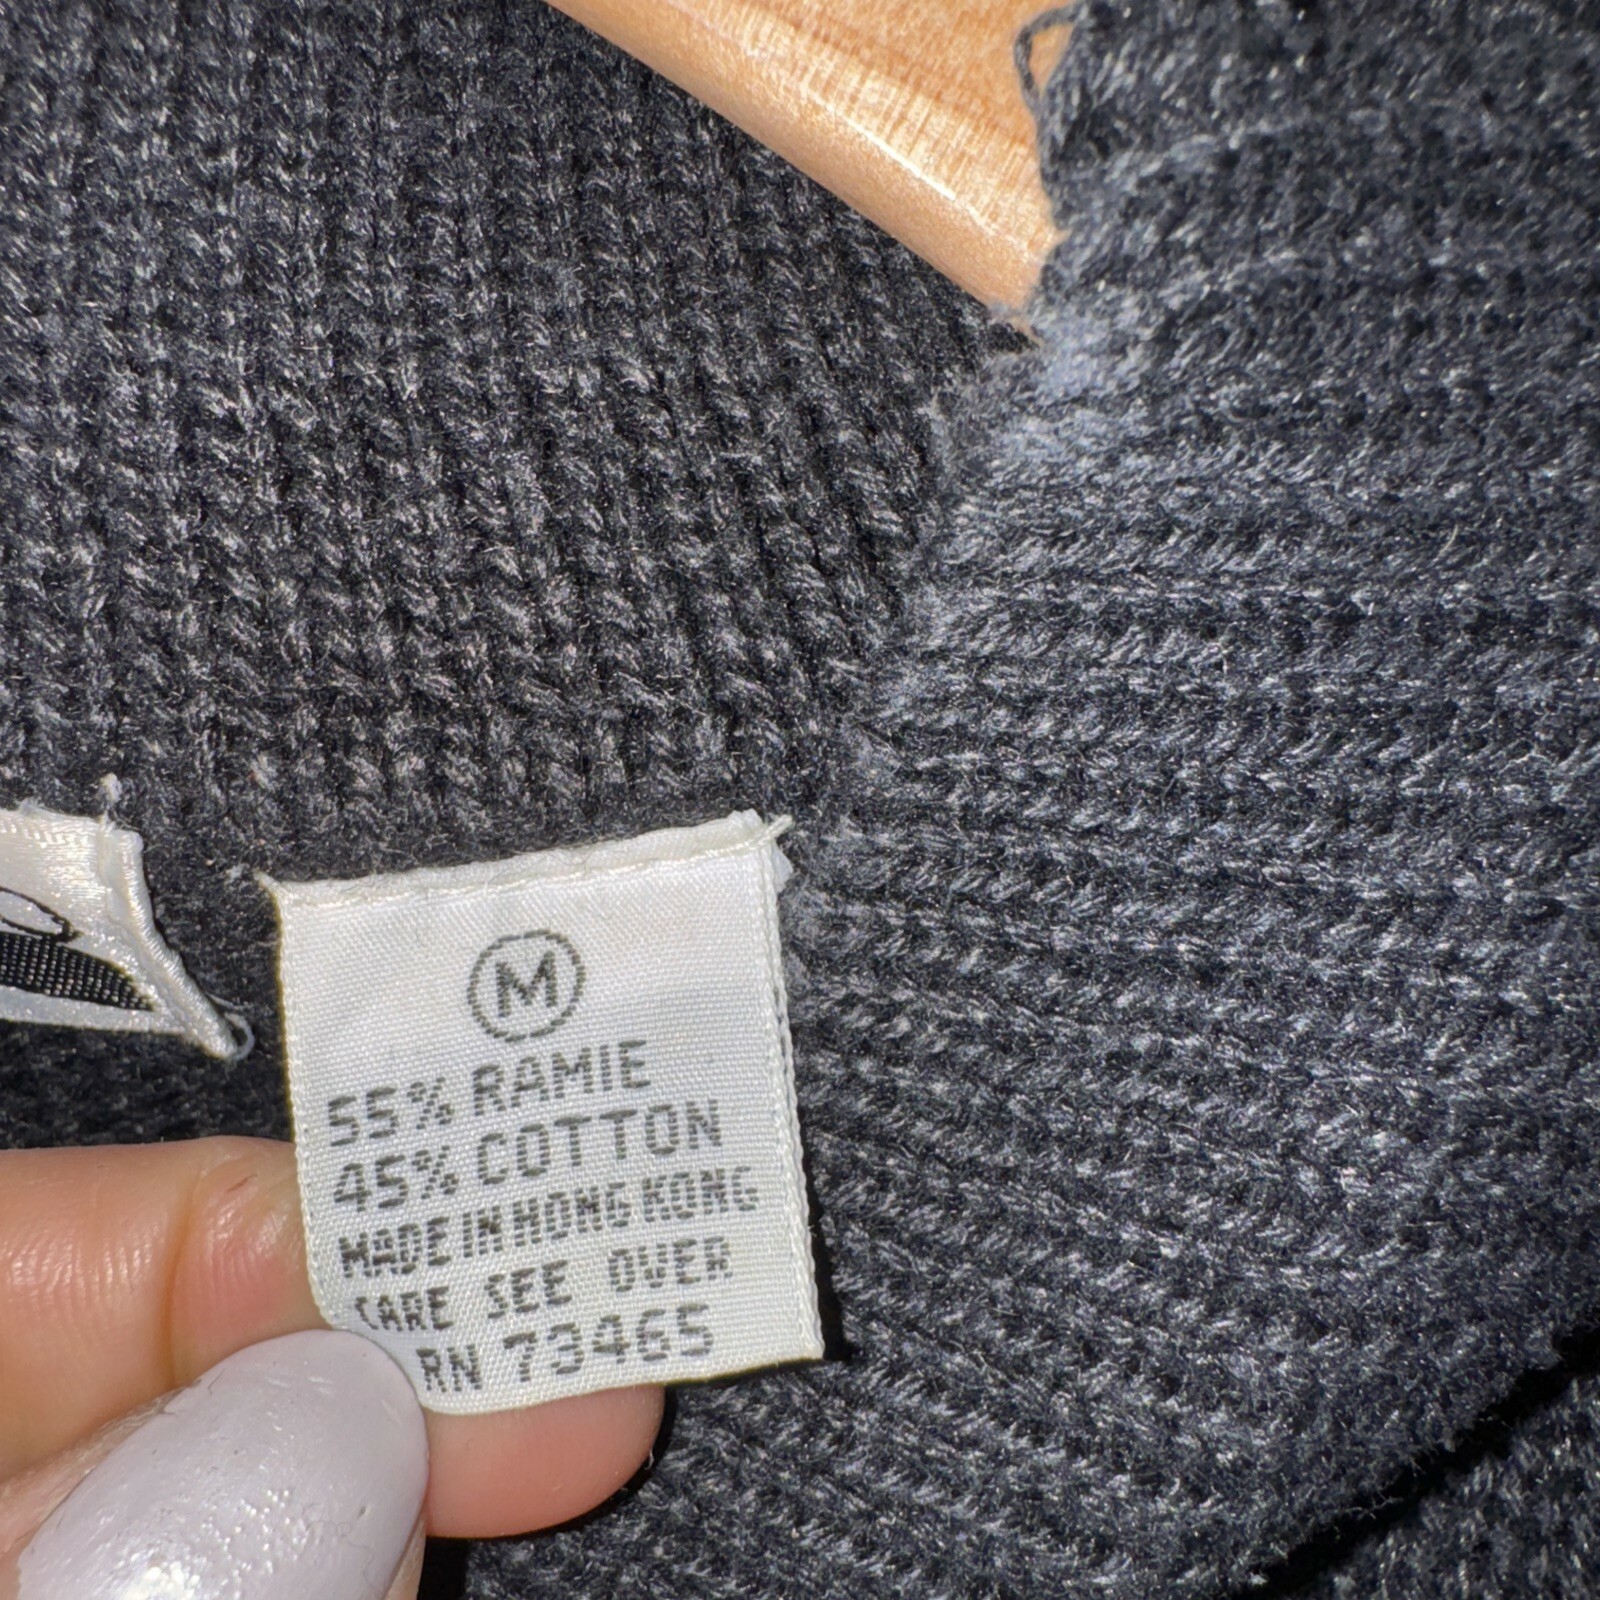 M
55% RAMIE
45% COTTON
MADE IN HONG KONG
CARE SEE OVER
RN 73465